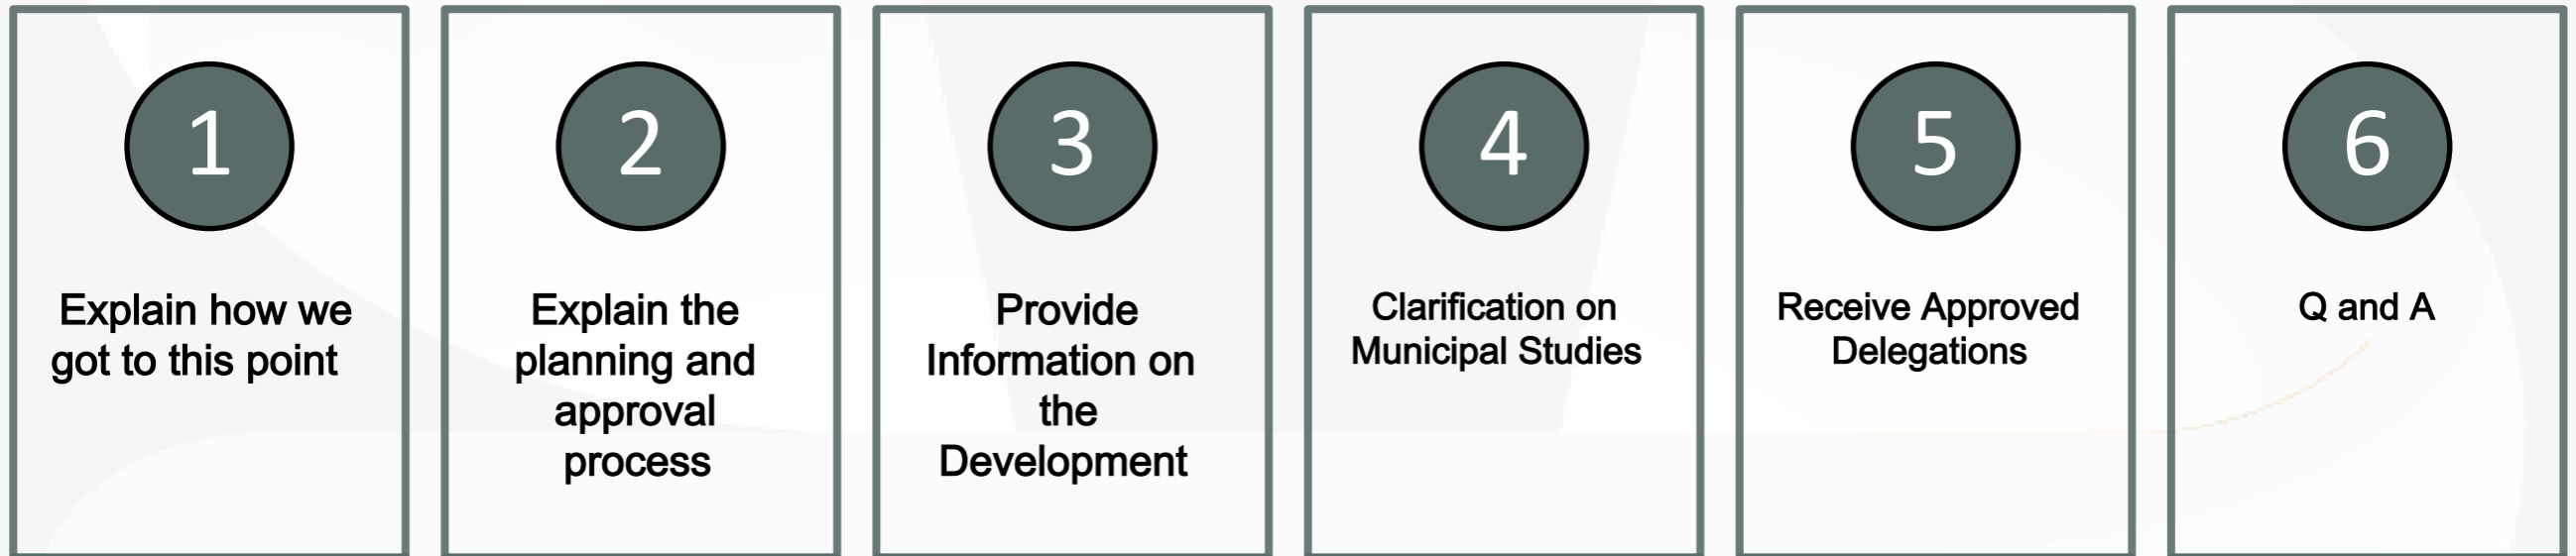 1
Explain how we
got to this point
2
Explain the
planning and
approval
process
3
Provide
Information on
the
Development
4
Clarification on
Municipal Studies
5
Receive Approved
Delegations
6
Q and A